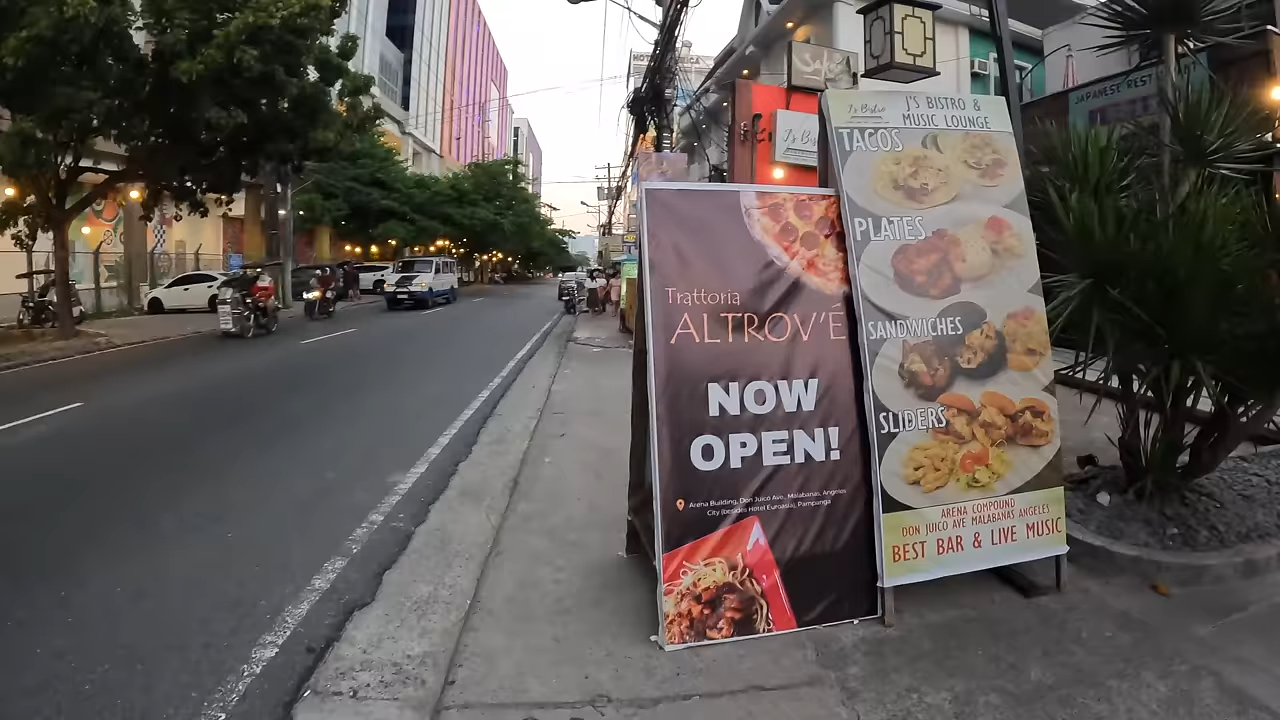 Trattoria
ALTROV'É
NOW
OPEN!
Arena Building, Don Juico Ave., Malabanas, Angeles
City (besides Hotel Euroasia), Pampanga
J's Bistro
J'S BISTRO &
MUSIC LOUNGE
TACOS
PLATES
SANDWICHES
SLIDERS
ARENA COMPOUND
DON JUICO AVE MALABANAS ANGELES
BEST BAR & LIVE MUSIC
J's Bis
JAPANESE REST